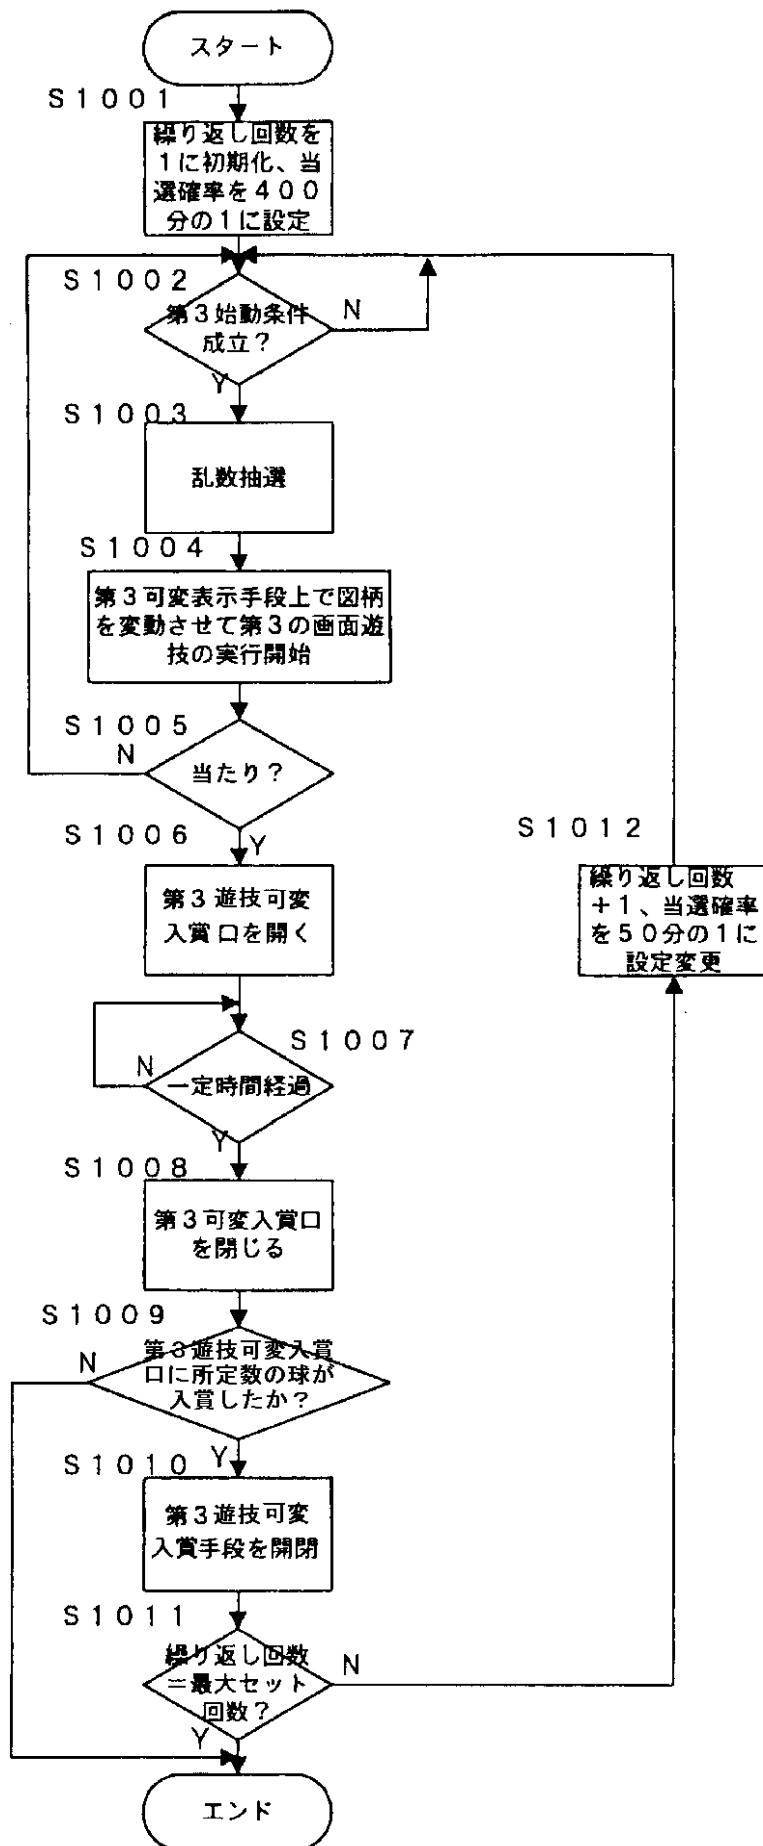 スタート
S1001
繰り返し回数を
1に初期化、当
選確率を400
分の1に設定
S1002
第3始動条件
成立?
N
Y
S1003
乱数抽選
S1004
第3可変表示手段上で図柄
を変動させて第3の画面遊
技の実行開始
S1005
N
当たり?
S1006
Y
第3遊技可変
入賞口を開く
S1012
繰り返し回数
+1、当選確率
を50分の1に
設定変更
S1007
N
一定時間経過
Y
S1008
第3可変入賞口
を閉じる
S1009
N
第3遊技可変入賞
口に所定数の球が
入賞したか?
Y
S1010
第3遊技可変
入賞手段を開閉
S1011
繰り返し回数
=最大セット
回数?
N
Y
エンド